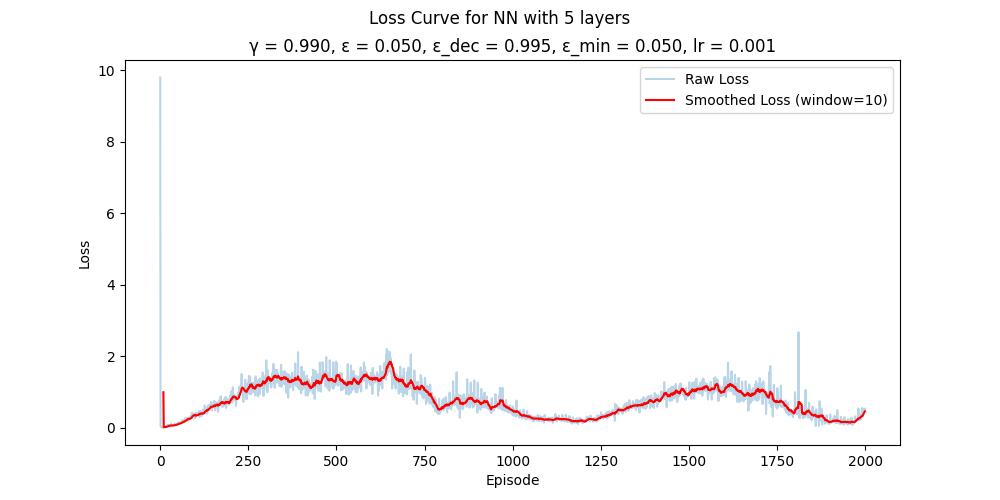 Loss Curve for NN with 5 layers
γ = 0.990, ε = 0.050, ε_dec = 0.995, ε_min = 0.050, lr = 0.001
Raw Loss
Smoothed Loss (window=10)
Loss
10
8
6
4
2
0
0 250 500 750 1000 1250 1500 1750 2000
Episode